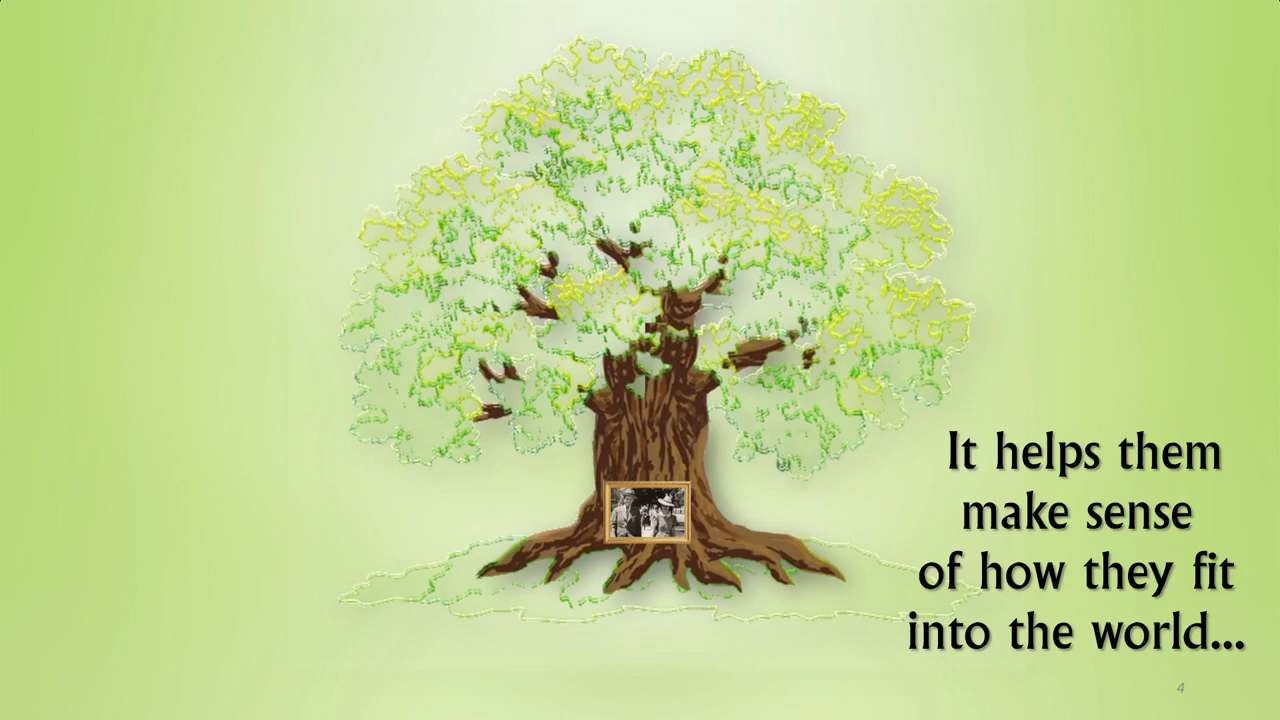 It helps them
make sense
of how they fit
into the world...
4